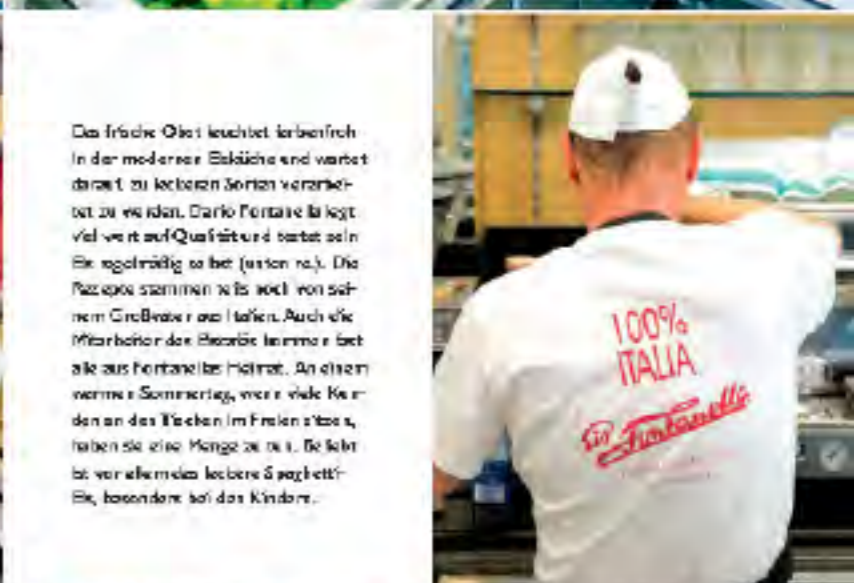 Das frische Obst leuchtet farbenfroh
in der modernen Eisküche und wartet
darauf, zu leckeren Sorten verarbei-
tet zu werden. Dario Fontanella legt
viel Wert auf Qualität und testet sein
Eis regelmäßig selbst (unten re.). Die
Rezepte stammen teils noch von sei-
nem Großvater aus Italien. Auch die
Mitarbeiter des Eiscafés kommen fast
alle aus Fontanellas Heimat. An einem
warmen Sommertag, wenn viele Kun-
den an den Tischen im Freien sitzen,
haben sie eine Menge zu tun. Beliebt
ist vor allem das leckere Spaghetti-
Eis, besonders bei den Kindern.
100%
ITALIA
Fontanella